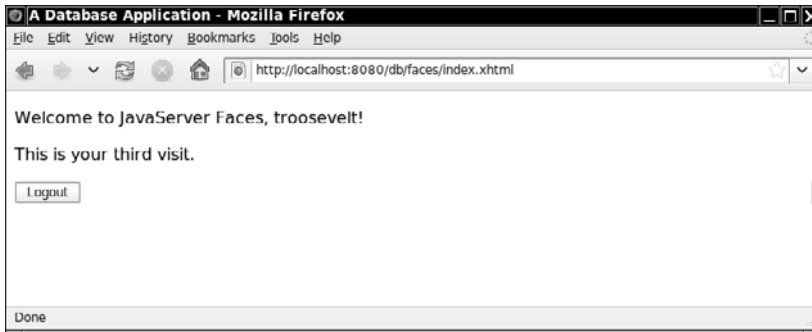 A Database Application - Mozilla Firefox
File Edit View History Bookmarks Tools Help
http://localhost:8080/db/faces/index.xhtml
Welcome to JavaServer Faces, troosevelt!
This is your third visit.
Logout
Done